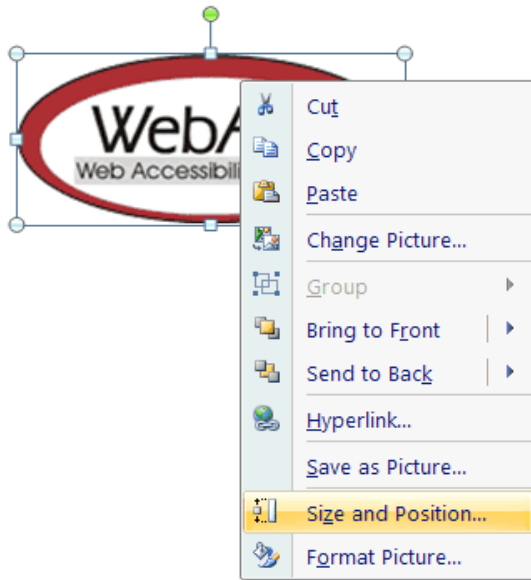 WebA
Web Accessibili
Cut
Copy
Paste
Change Picture...
Group
Bring to Front
Send to Back
Hyperlink...
Save as Picture...
Size and Position...
Format Picture...